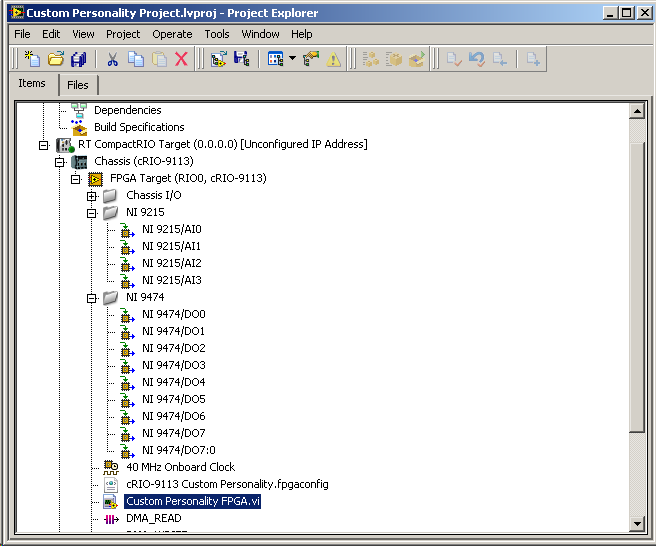 Custom Personality Project.lvproj - Project Explorer
File Edit View Project Operate Tools Window Help
Items Files
Dependencies
Build Specifications
RT CompactRIO Target (0.0.0.0) [Unconfigured IP Address]
Chassis (cRIO-9113)
FPGA Target (RIO0, cRIO-9113)
Chassis I/O
NI 9215
NI 9215/AI0
NI 9215/AI1
NI 9215/AI2
NI 9215/AI3
NI 9474
NI 9474/DO0
NI 9474/DO1
NI 9474/DO2
NI 9474/DO3
NI 9474/DO4
NI 9474/DO5
NI 9474/DO6
NI 9474/DO7
NI 9474/DO7:0
40 MHz Onboard Clock
cRIO-9113 Custom Personality.fpgaconfig
Custom Personality FPGA.vi
DMA_READ